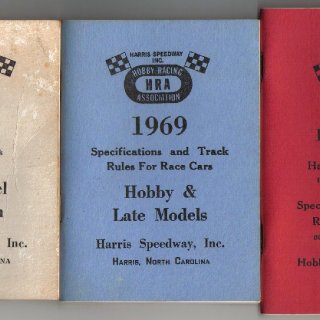 HARRIS SPEEDWAY
INC.
HOBBY RACING
HRA
ASSOCIATION
1969
Specifications and Track
Rules For Race Cars
Hobby &
Late Models
Harris Speedway, Inc.
Harris, North Carolina
Inc.
Hobby